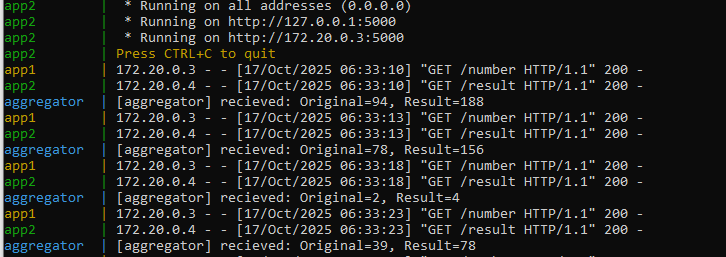 app2 | * Running on all addresses (0.0.0.0)
app2 | * Running on http://127.0.0.1:5000
app2 | * Running on http://172.20.0.3:5000
app2 | Press CTRL+C to quit
app1 | 172.20.0.3 - - [17/Oct/2025 06:33:10] "GET /number HTTP/1.1" 200 -
app2 | 172.20.0.4 - - [17/Oct/2025 06:33:10] "GET /result HTTP/1.1" 200 -
aggregator | [aggregator] recieved: Original=94, Result=188
app1 | 172.20.0.3 - - [17/Oct/2025 06:33:13] "GET /number HTTP/1.1" 200 -
app2 | 172.20.0.4 - - [17/Oct/2025 06:33:13] "GET /result HTTP/1.1" 200 -
aggregator | [aggregator] recieved: Original=78, Result=156
app1 | 172.20.0.3 - - [17/Oct/2025 06:33:18] "GET /number HTTP/1.1" 200 -
app2 | 172.20.0.4 - - [17/Oct/2025 06:33:18] "GET /result HTTP/1.1" 200 -
aggregator | [aggregator] recieved: Original=2, Result=4
app1 | 172.20.0.3 - - [17/Oct/2025 06:33:23] "GET /number HTTP/1.1" 200 -
app2 | 172.20.0.4 - - [17/Oct/2025 06:33:23] "GET /result HTTP/1.1" 200 -
aggregator | [aggregator] recieved: Original=39, Result=78